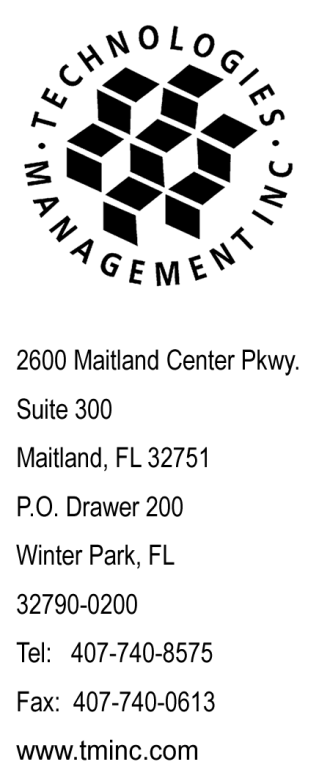 · TECHNOLOGIES ·
MANAGEMENT INC
2600 Maitland Center Pkwy.
Suite 300
Maitland, FL 32751
P.O. Drawer 200
Winter Park, FL
32790-0200
Tel: 407-740-8575
Fax: 407-740-0613
www.tminc.com